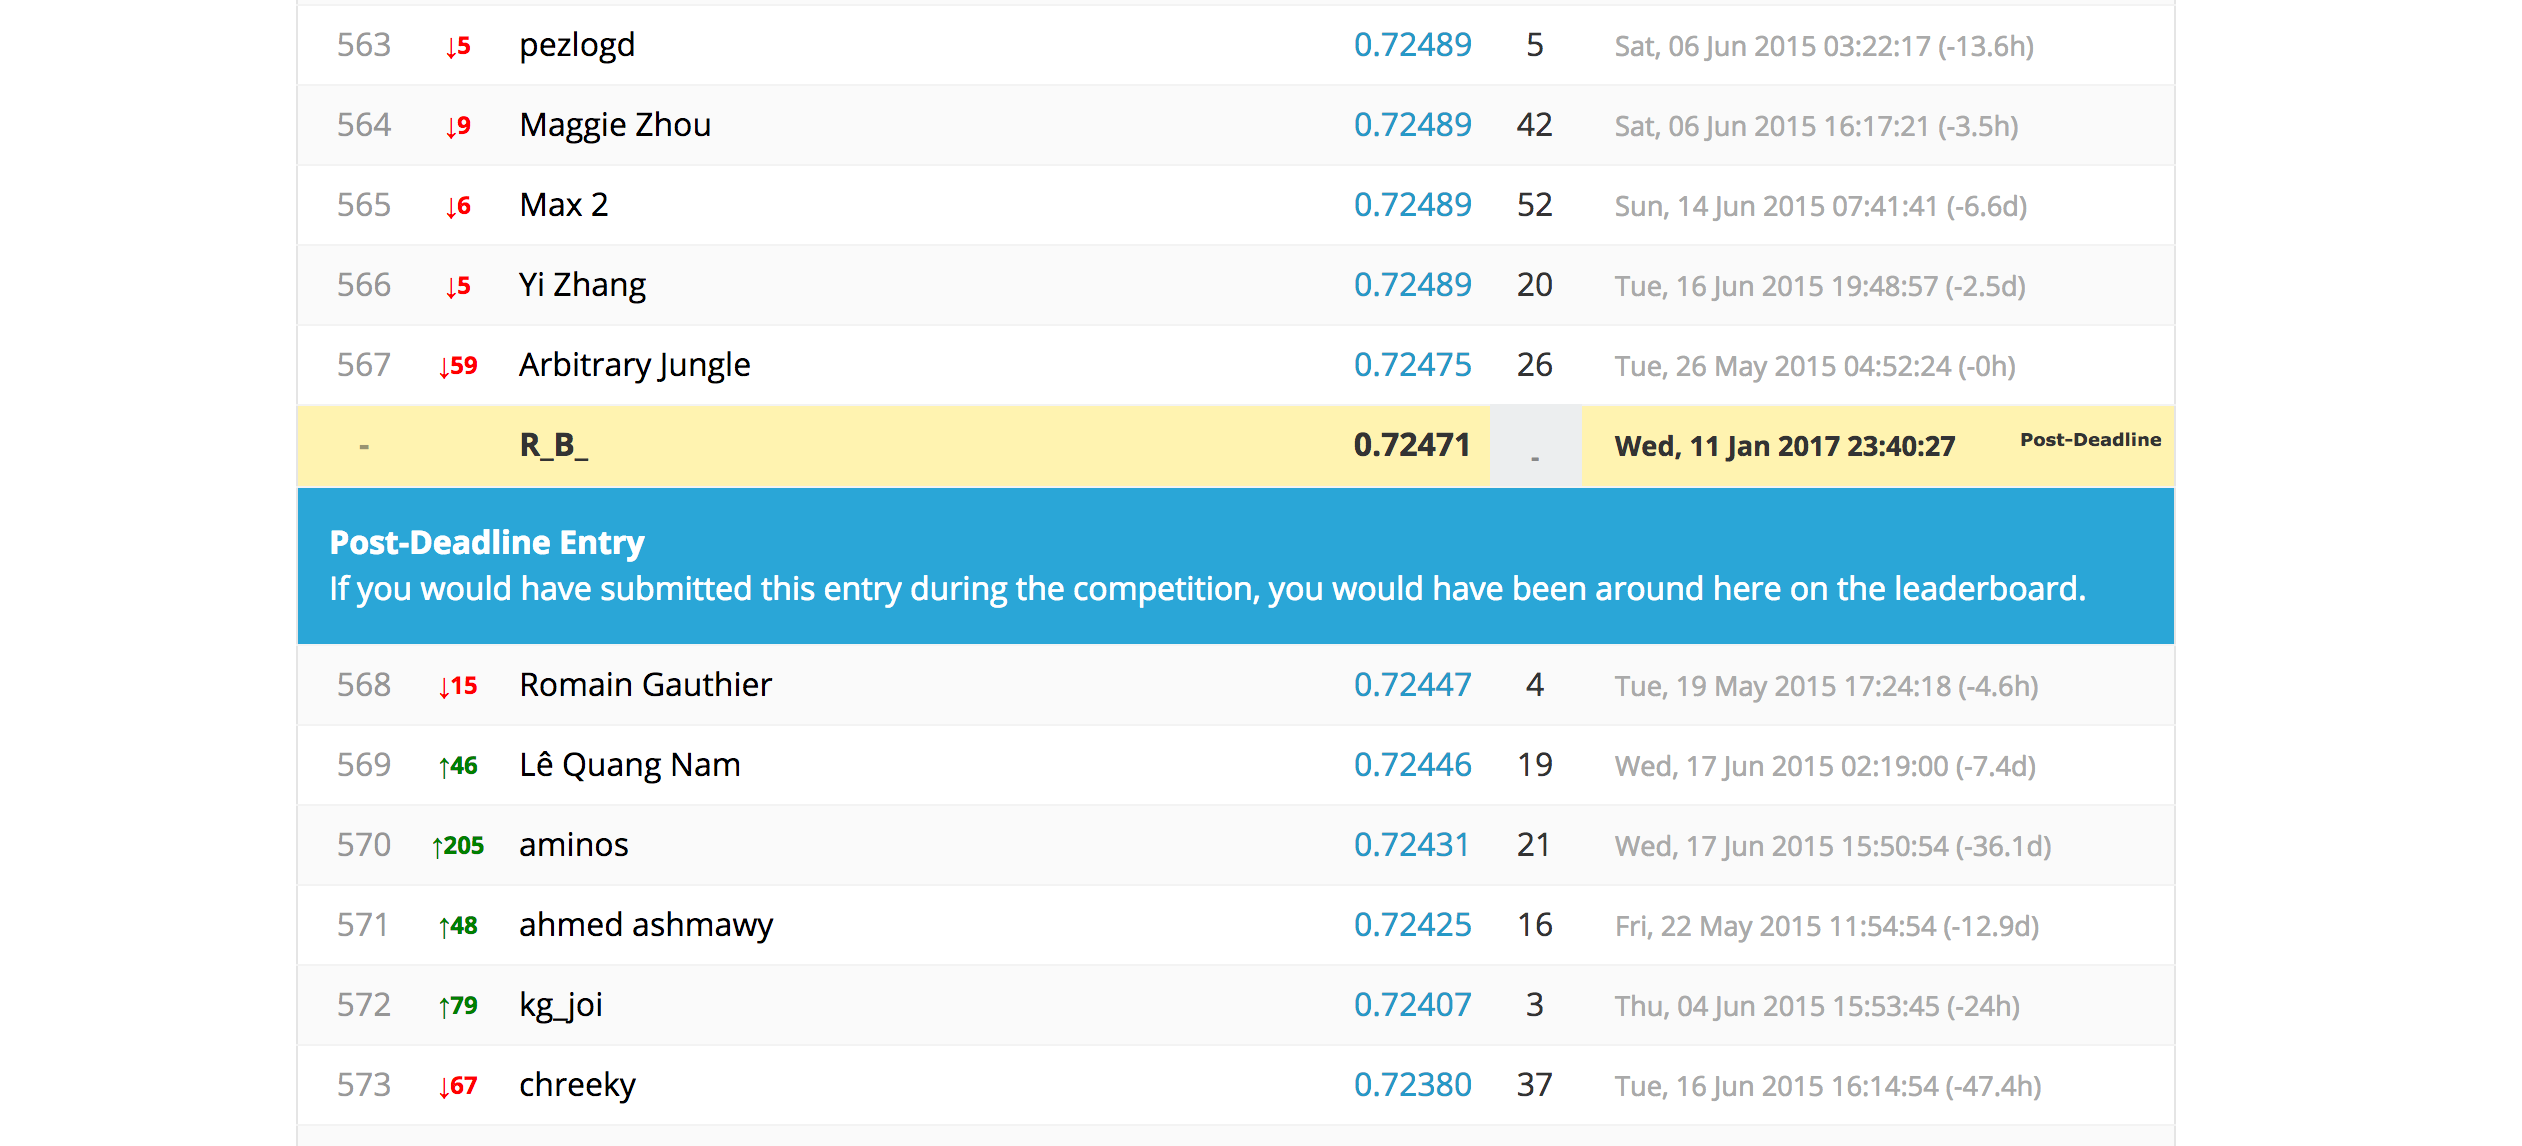 563 ↓5 pezlogd 0.72489 5 Sat, 06 Jun 2015 03:22:17 (-13.6h)
564 ↓9 Maggie Zhou 0.72489 42 Sat, 06 Jun 2015 16:17:21 (-3.5h)
565 ↓6 Max 2 0.72489 52 Sun, 14 Jun 2015 07:41:41 (-6.6d)
566 ↓5 Yi Zhang 0.72489 20 Tue, 16 Jun 2015 19:48:57 (-2.5d)
567 ↓59 Arbitrary Jungle 0.72475 26 Tue, 26 May 2015 04:52:24 (-0h)
- R_B_ 0.72471 - Wed, 11 Jan 2017 23:40:27 Post-Deadline
Post-Deadline Entry
If you would have submitted this entry during the competition, you would have been around here on the leaderboard.
568 ↓15 Romain Gauthier 0.72447 4 Tue, 19 May 2015 17:24:18 (-4.6h)
569 ↑46 Lê Quang Nam 0.72446 19 Wed, 17 Jun 2015 02:19:00 (-7.4d)
570 ↑205 aminos 0.72431 21 Wed, 17 Jun 2015 15:50:54 (-36.1d)
571 ↑48 ahmed ashmawy 0.72425 16 Fri, 22 May 2015 11:54:54 (-12.9d)
572 ↑79 kg_joi 0.72407 3 Thu, 04 Jun 2015 15:53:45 (-24h)
573 ↓67 chreeky 0.72380 37 Tue, 16 Jun 2015 16:14:54 (-47.4h)